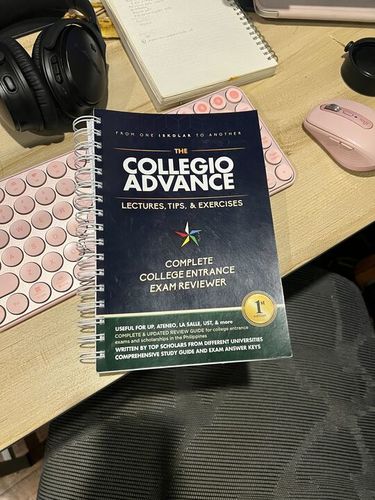 FROM ONE ISKOLAR TO ANOTHER
THE
COLLEGIO
ADVANCE
LECTURES, TIPS, & EXERCISES
COMPLETE
COLLEGE ENTRANCE
EXAM REVIEWER
1ST
USEFUL FOR UP, ATENEO, LA SALLE, UST, & more
COMPLETE & UPDATED REVIEW GUIDE for college entrance
exams and scholarships in the Philippines
WRITTEN BY TOP SCHOLARS FROM DIFFERENT UNIVERSITIES
COMPREHENSIVE STUDY GUIDE AND EXAM ANSWER KEYS